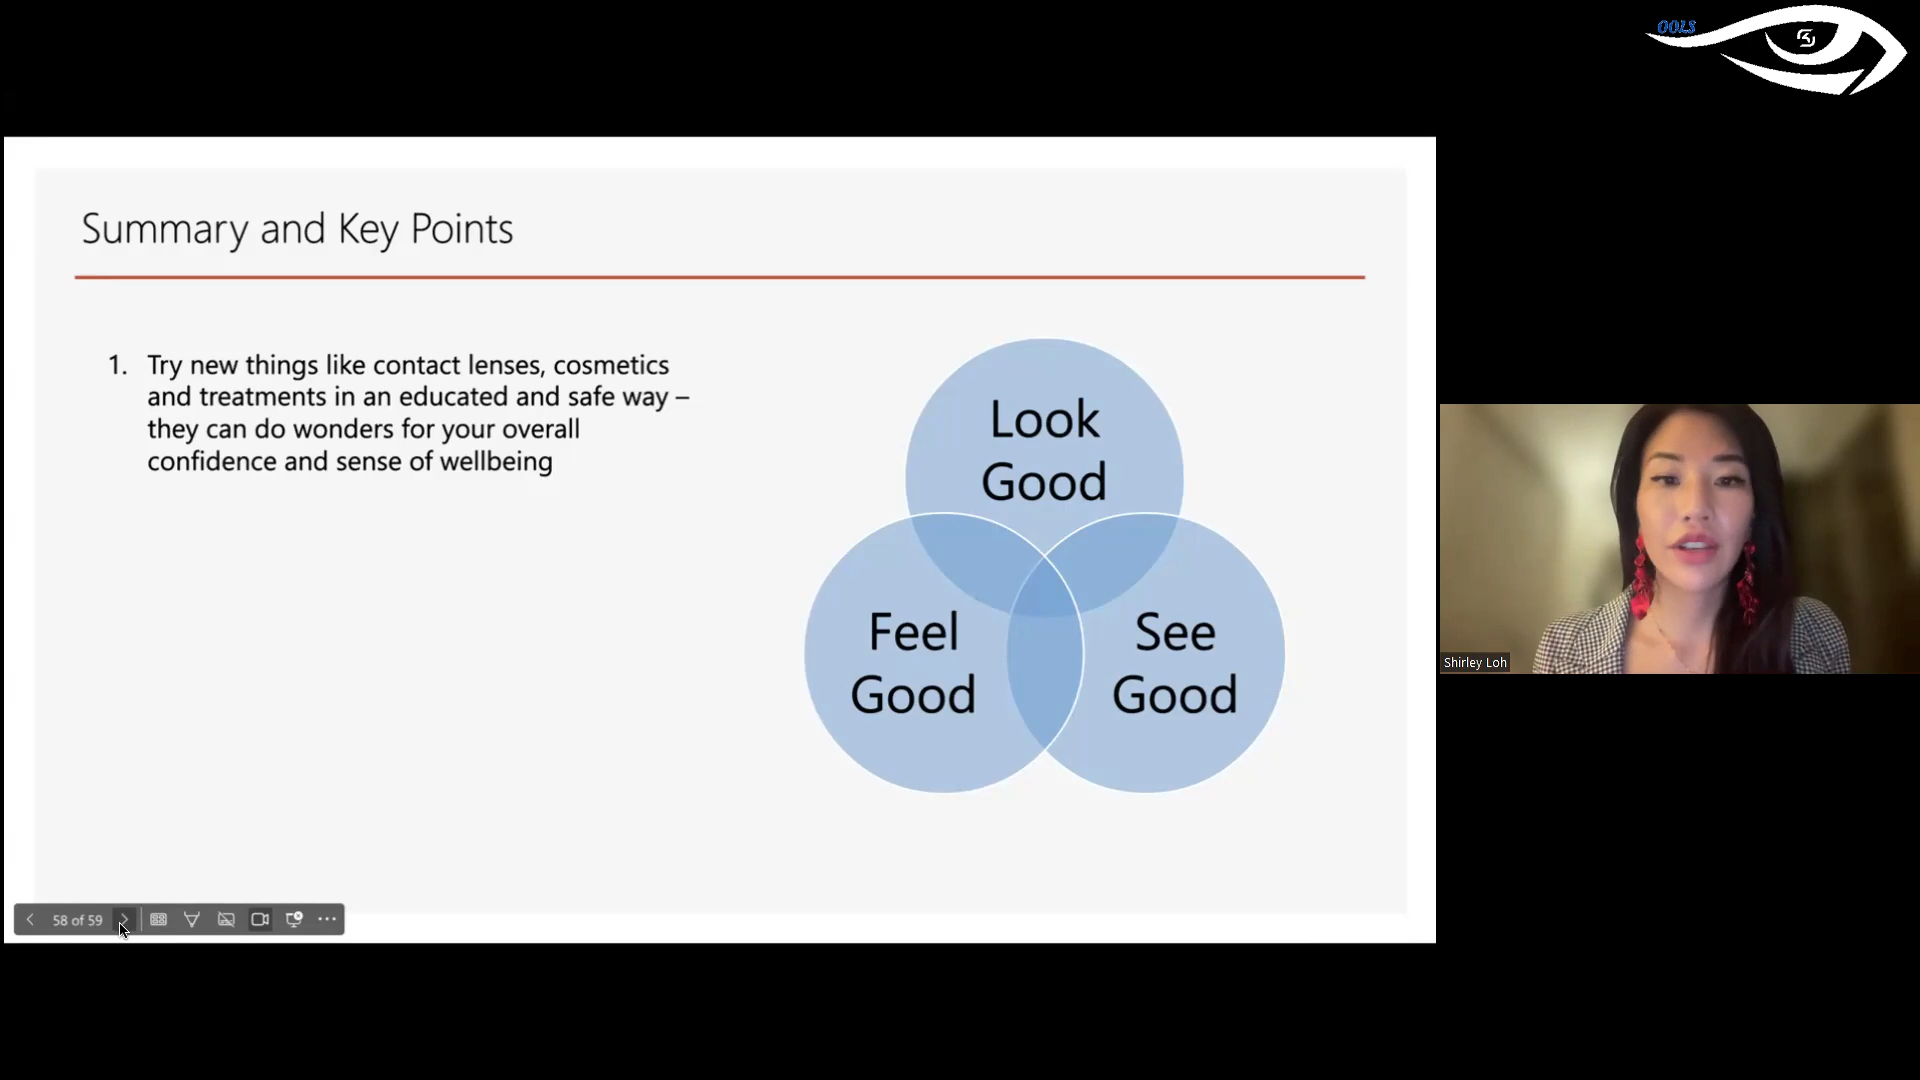 OOLS
Summary and Key Points
1. Try new things like contact lenses, cosmetics
and treatments in an educated and safe way –
they can do wonders for your overall
confidence and sense of wellbeing
Look
Good
Feel
Good
See
Good
Shirley Loh
58 of 59